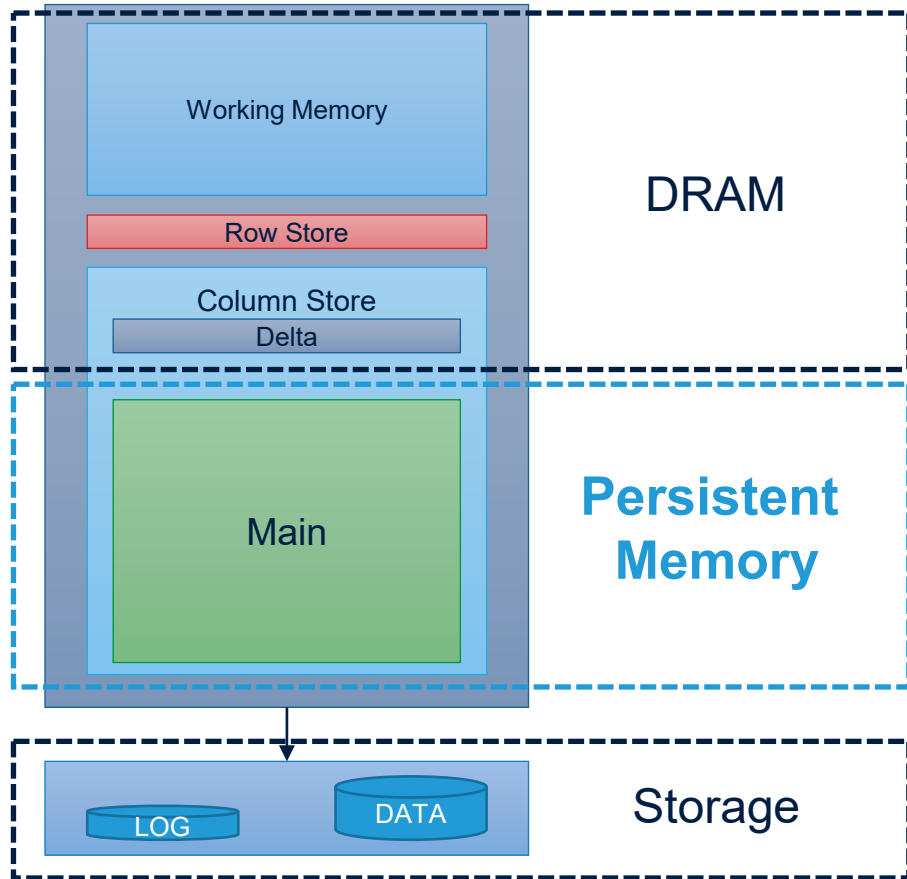 Working Memory
DRAM
Row Store
Column Store
Delta
Persistent
Memory
Main
Storage
LOG
DATA